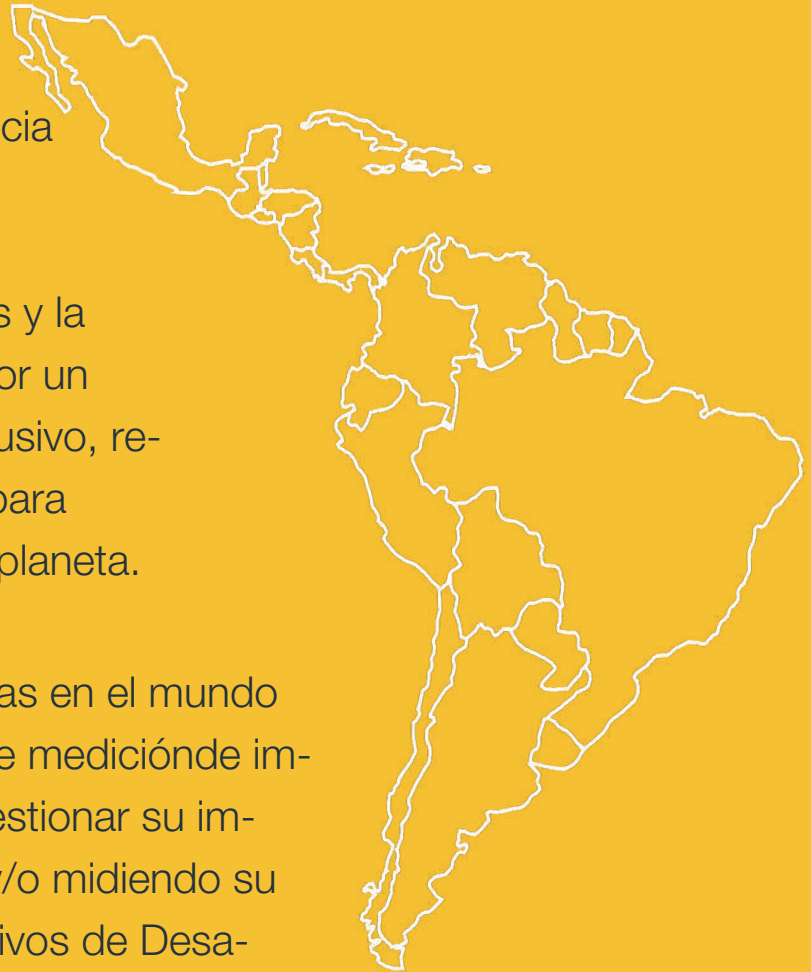 cia
s y la
or un
usivo, re-
para
planeta.
as en el mundo
e mediciónde im-
estionar su im-
y/o midiendo su
ivos de Desa-